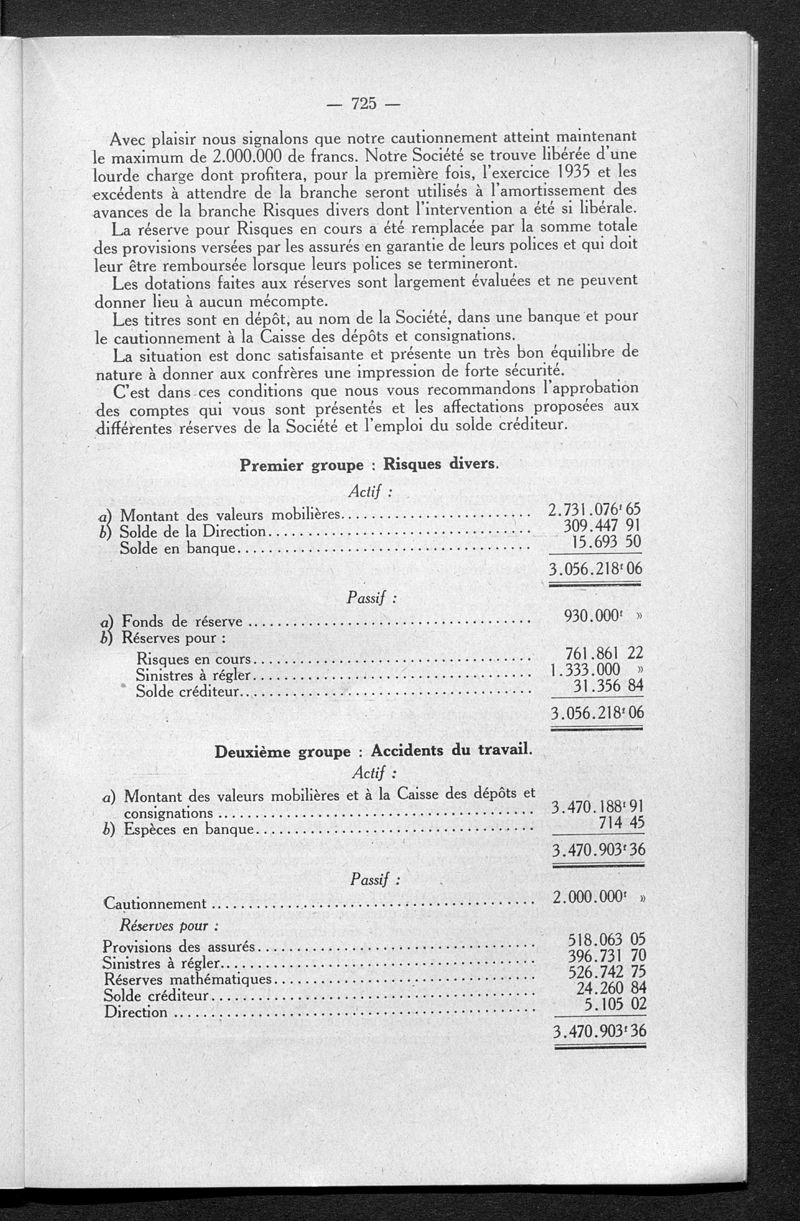 — 725 —
Avec plaisir nous signalons que notre cautionnement atteint maintenant
le maximum de 2.000.000 de francs. Notre Société se trouve libérée d'une
lourde charge dont profitera, pour la première fois, l'exercice 1935 et les
excédents à attendre de la branche seront utilisés à l'amortissement des
avances de la branche Risques divers dont l'intervention a été si libérale.
La réserve pour Risques en cours a été remplacée par la somme totale
des provisions versées par les assurés en garantie de leurs polices et qui doit
leur être remboursée lorsque leurs polices se termineront.
Les dotations faites aux réserves sont largement évaluées et ne peuvent
donner lieu à aucun mécompte.
Les titres sont en dépôt, au nom de la Société, dans une banque et pour
le cautionnement à la Caisse des dépôts et consignations.
La situation est donc satisfaisante et présente un très bon équilibre de
nature à donner aux confrères une impression de forte sécurité.
C'est dans ces conditions que nous vous recommandons l'approbation
des comptes qui vous sont présentés et les affectations proposées aux
différentes réserves de la Société et l'emploi du solde créditeur.
Premier groupe : Risques divers.
Actif :
a) Montant des valeurs mobilières........................ 2.731.076f65
b) Solde de la Direction.................................. 309.447 91
Solde en banque...................................... 15.693 50
3.056.218f06
Passif :
a) Fonds de réserve ..................................... 930.000f »
b) Réserves pour :
Risques en cours..................................... 761.861 22
Sinistres à régler..................................... 1.333.000 »
Solde créditeur....................................... 31.356 84
3.056.218f06
Deuxième groupe : Accidents du travail.
Actif :
a) Montant des valeurs mobilières et à la Caisse des dépôts et
consignations ......................................... 3.470.188f91
b) Espèces en banque.................................... 714 45
3.470.903f36
Passif :
Cautionnement .......................................... 2.000.000f »
Réserves pour :
Provisions des assurés.................................... 518.063 05
Sinistres à régler......................................... 396.731 70
Réserves mathématiques.................................. 526.742 75
Solde créditeur.......................................... 24.260 84
Direction ............................................... 5.105 02
3.470.903f36